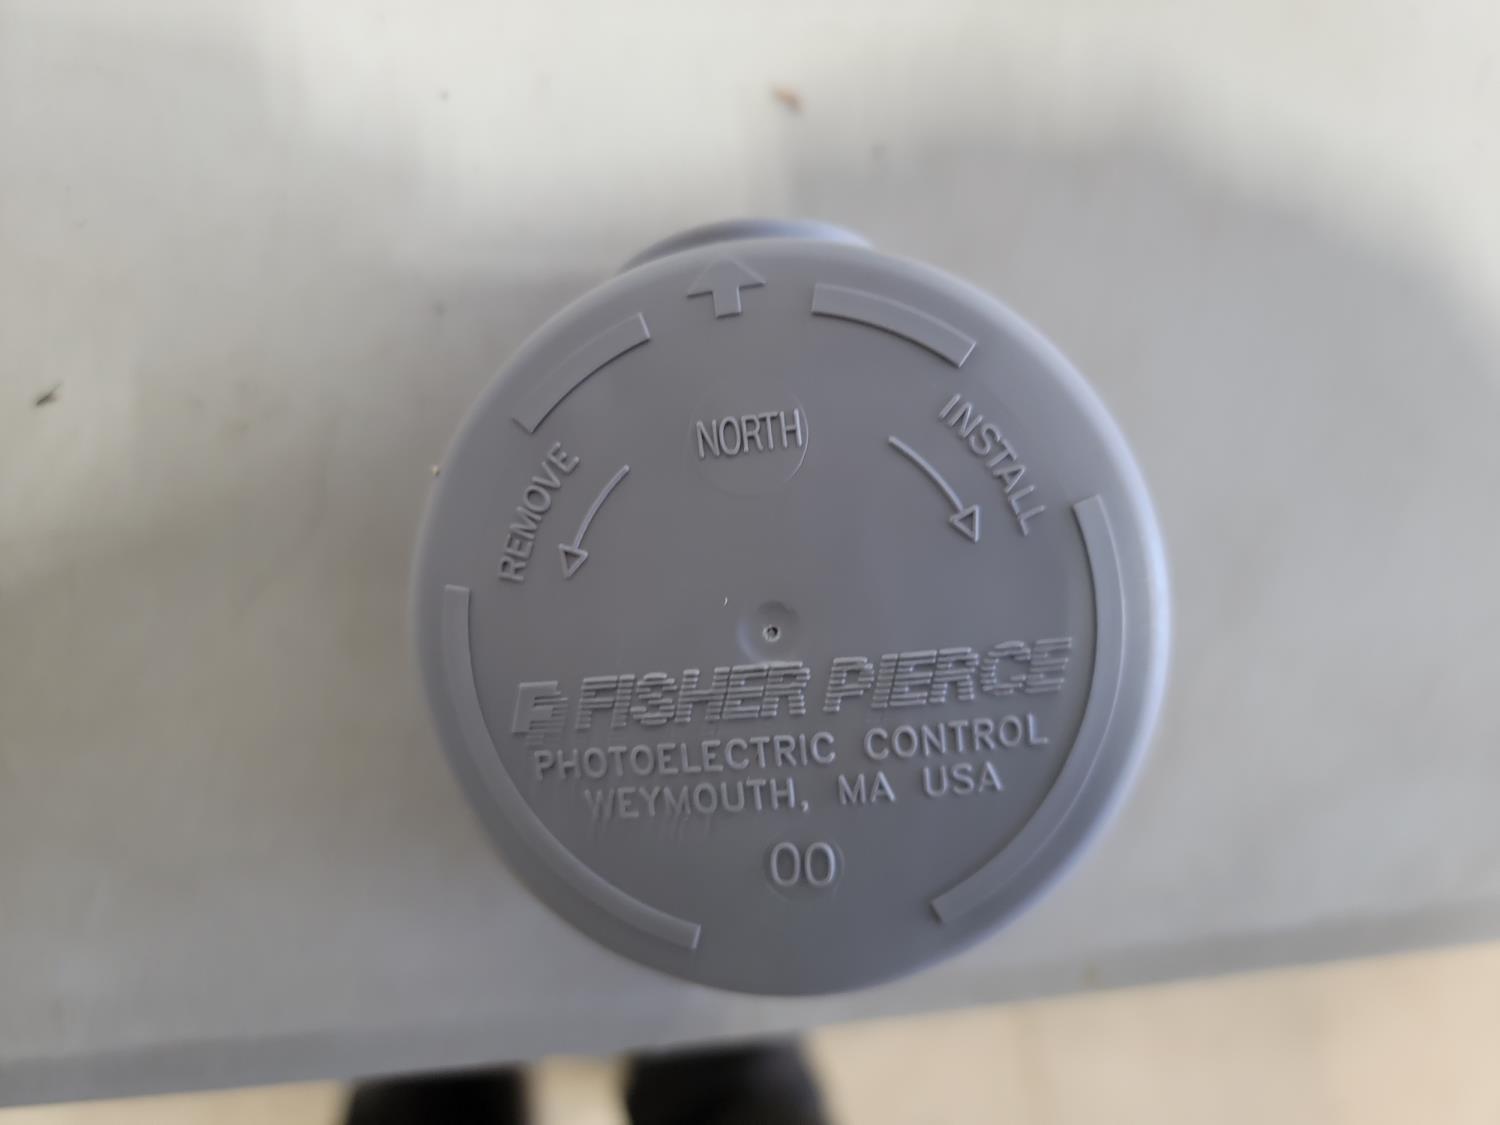 NORTH
REMOVE
INSTALL
FISHER PIERCE
PHOTOELECTRIC CONTROL
WEYMOUTH, MA USA
00